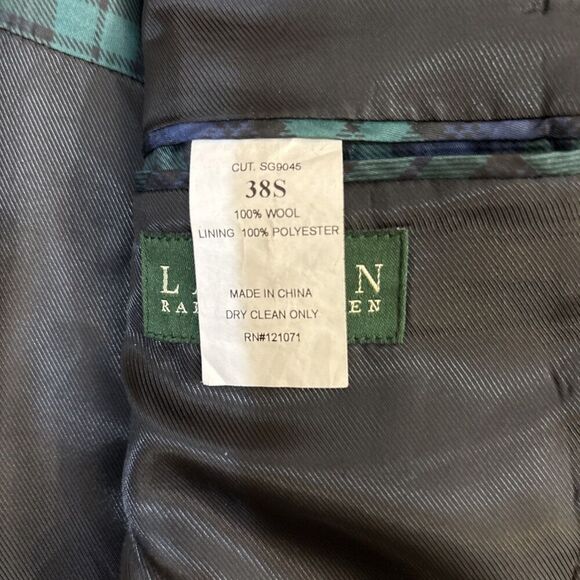 CUT. SG9045
38S
100% WOOL
LINING 100% POLYESTER
MADE IN CHINA
DRY CLEAN ONLY
RN#121071